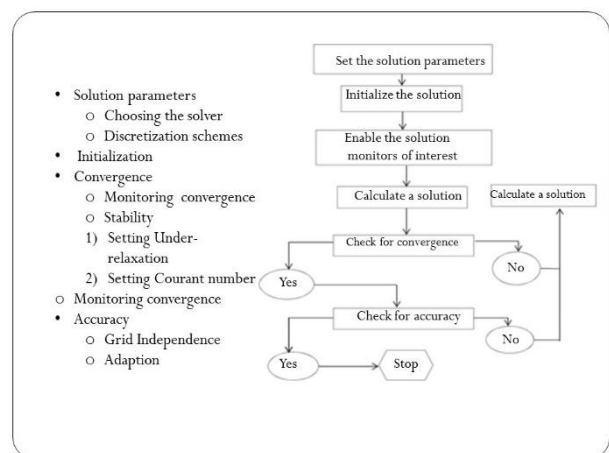 • Solution parameters
o Choosing the solver
o Discretization schemes
• Initialization
• Convergence
o Monitoring convergence
o Stability
1) Setting Under-
relaxation
2) Setting Courant number
o Monitoring convergence
• Accuracy
o Grid Independence
o Adaption
Set the solution parameters
Initialize the solution
Enable the solution
monitors of interest
Calculate a solution
Calculate a solution
Check for convergence
Yes
No
Check for accuracy
Yes
No
Stop